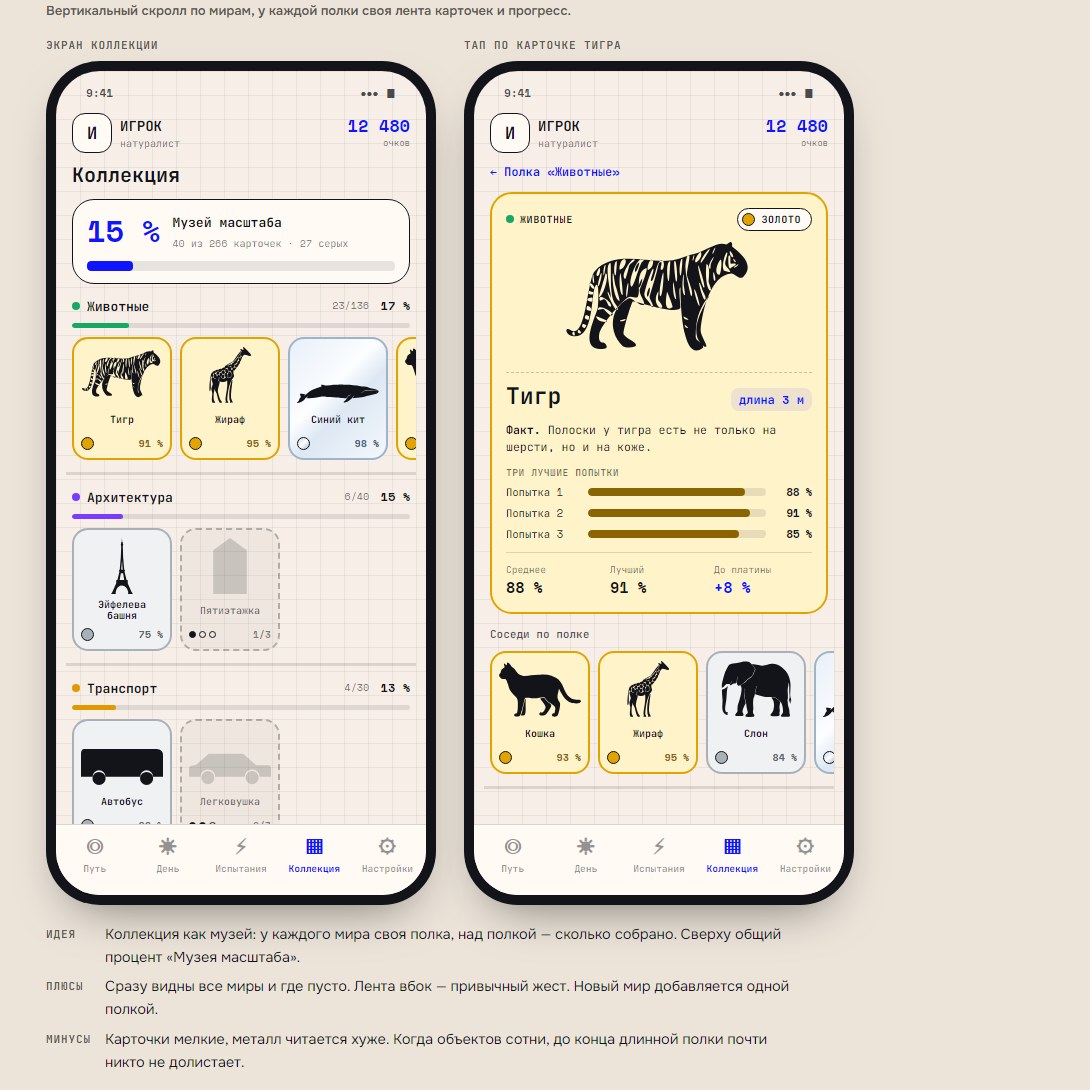 Вертикальный скролл по мирам, у каждой полки своя лента карточек и прогресс.
ЭКРАН КОЛЛЕКЦИИ
9:41
И
ИГРОК
натуралист
12 480
очков
Коллекция
15 %
Музей масштаба
40 из 266 карточек · 27 серых
Животные
23/136 17 %
Тигр
91 %
Жираф
95 %
Синий кит
98 %
Архитектура
6/40 15 %
Эйфелева
башня
75 %
Пятиэтажка
1/3
Транспорт
4/30 13 %
Автобус
Легковушка
Путь
День
Испытания
Коллекция
Настройки
ТАП ПО КАРТОЧКЕ ТИГРА
9:41
И
ИГРОК
натуралист
12 480
очков
← Полка «Животные»
ЖИВОТНЫЕ
ЗОЛОТО
Тигр
длина 3 м
Факт. Полоски у тигра есть не только на
шерсти, но и на коже.
ТРИ ЛУЧШИЕ ПОПЫТКИ
Попытка 1 88 %
Попытка 2 91 %
Попытка 3 85 %
Среднее
88 %
Лучший
91 %
До платины
+8 %
Соседи по полке
Кошка
93 %
Жираф
95 %
Слон
84 %
Путь
День
Испытания
Коллекция
Настройки
ИДЕЯ
Коллекция как музей: у каждого мира своя полка, над полкой — сколько собрано. Сверху общий
процент «Музея масштаба».
ПЛЮСЫ
Сразу видны все миры и где пусто. Лента вбок — привычный жест. Новый мир добавляется одной
полкой.
МИНУСЫ
Карточки мелкие, металл читается хуже. Когда объектов сотни, до конца длинной полки почти
никто не долистает.